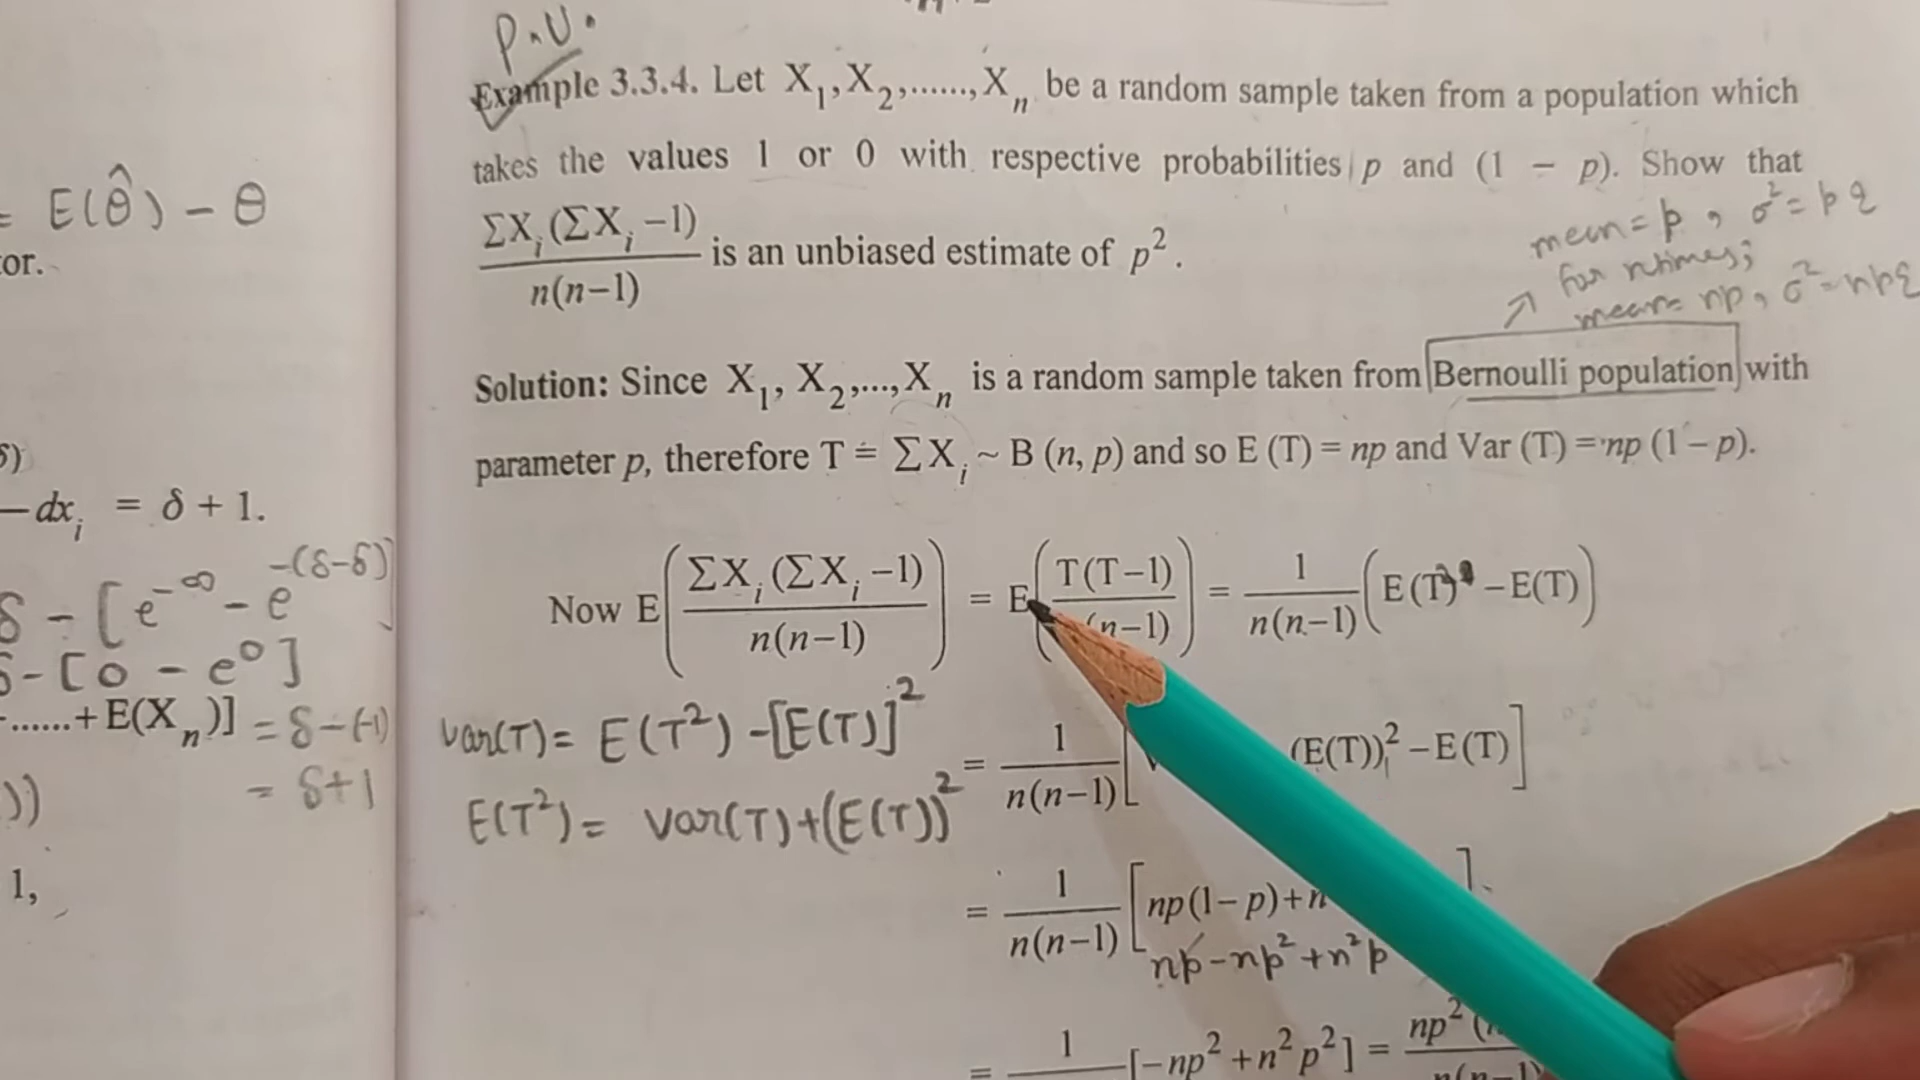 = E(θ̂) - θ
or.
—dxᵢ = δ + 1.
δ - [e^-∞ - e^-(δ-δ)]
δ - [0 - e⁰]
+ ...... + E(Xₙ)] = δ - (-1)
= δ + 1
))
1,
P.U.
Example 3.3.4. Let X₁, X₂,......, Xₙ be a random sample taken from a population which
takes the values 1 or 0 with respective probabilities p and (1 – p). Show that
ΣXᵢ(ΣXᵢ –1) / n(n–1) is an unbiased estimate of p².
mean = p, σ² = pq
for n times;
mean = np, σ² = npq
Solution: Since X₁, X₂,..., Xₙ is a random sample taken from Bernoulli population with
parameter p, therefore T = ΣXᵢ ~ B (n, p) and so E (T) = np and Var (T) = np (1 – p).
Now E(ΣXᵢ(ΣXᵢ –1) / n(n–1)) = E(T(T–1) / (n–1)) = 1 / n(n–1) (E(T)² – E(T))
Var(T) = E(T²) - [E(T)]²
= 1 / n(n–1) [ (E(T))² – E(T)]
E(T²) = Var(T) + (E(T))²
= 1 / n(n–1) [np(1–p)+n ]
np - np² + n²p
= 1 [–np² + n²p²] = np² ( / n(n–1)